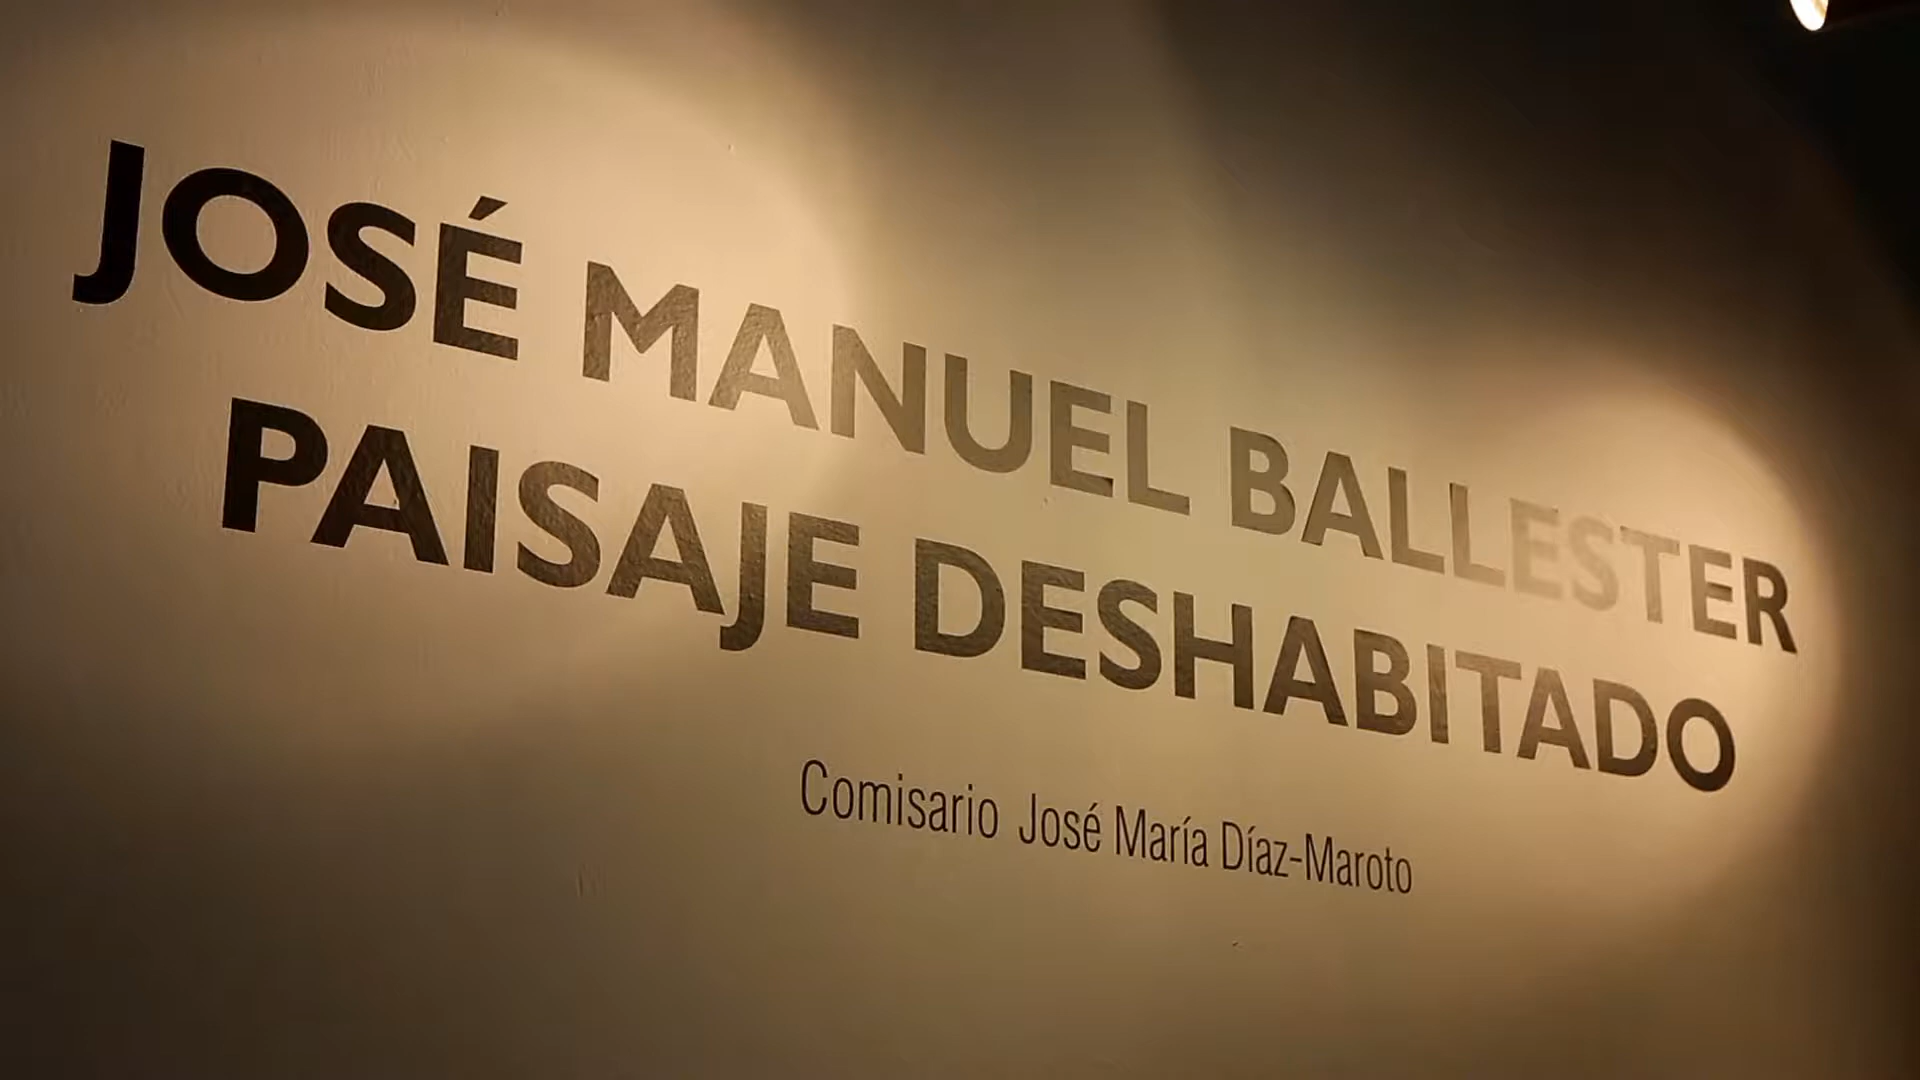 JOSÉ MANUEL BALLESTER
PAISAJE DESHABITADO
Comisario José María Díaz-Maroto